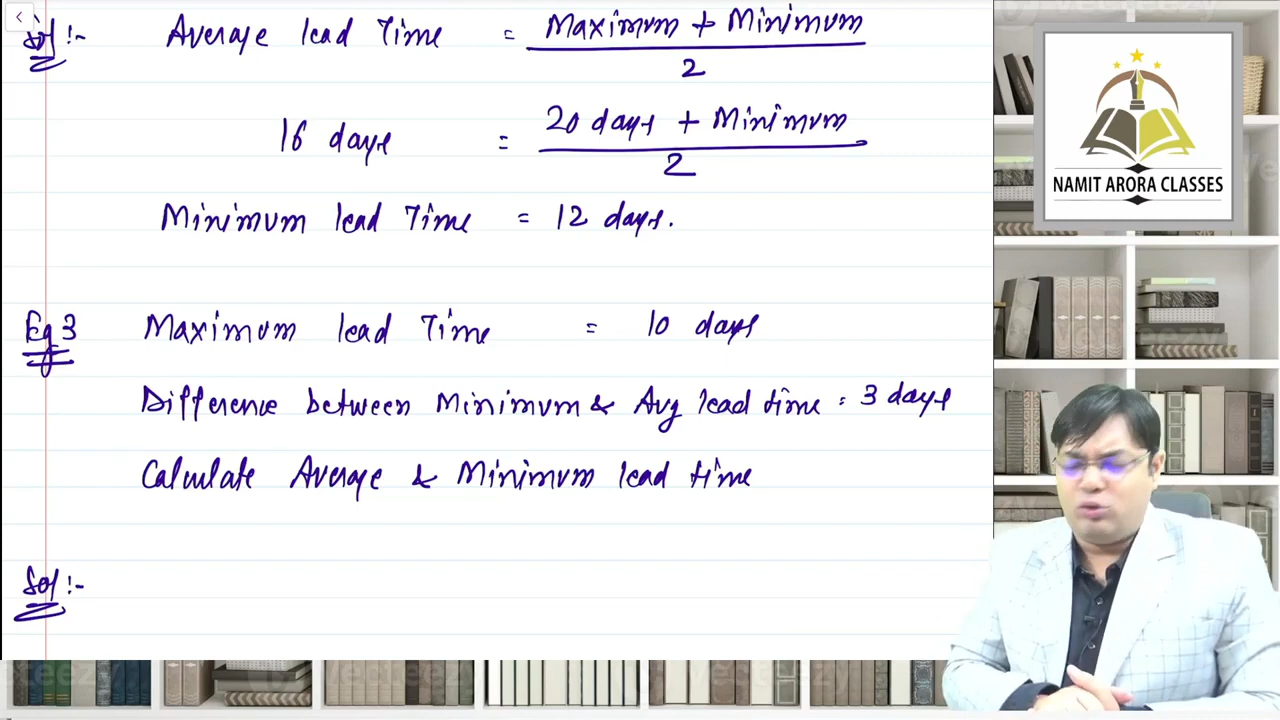 Sol :- Average lead Time = Maximum + Minimum
2
16 days = 20 days + Minimum
2
Minimum lead Time = 12 days.
Eg 3 Maximum lead Time = 10 days
Difference between Minimum & Avg lead time = 3 days
Calculate Average & Minimum lead time
Sol :-
NAMIT ARORA CLASSES